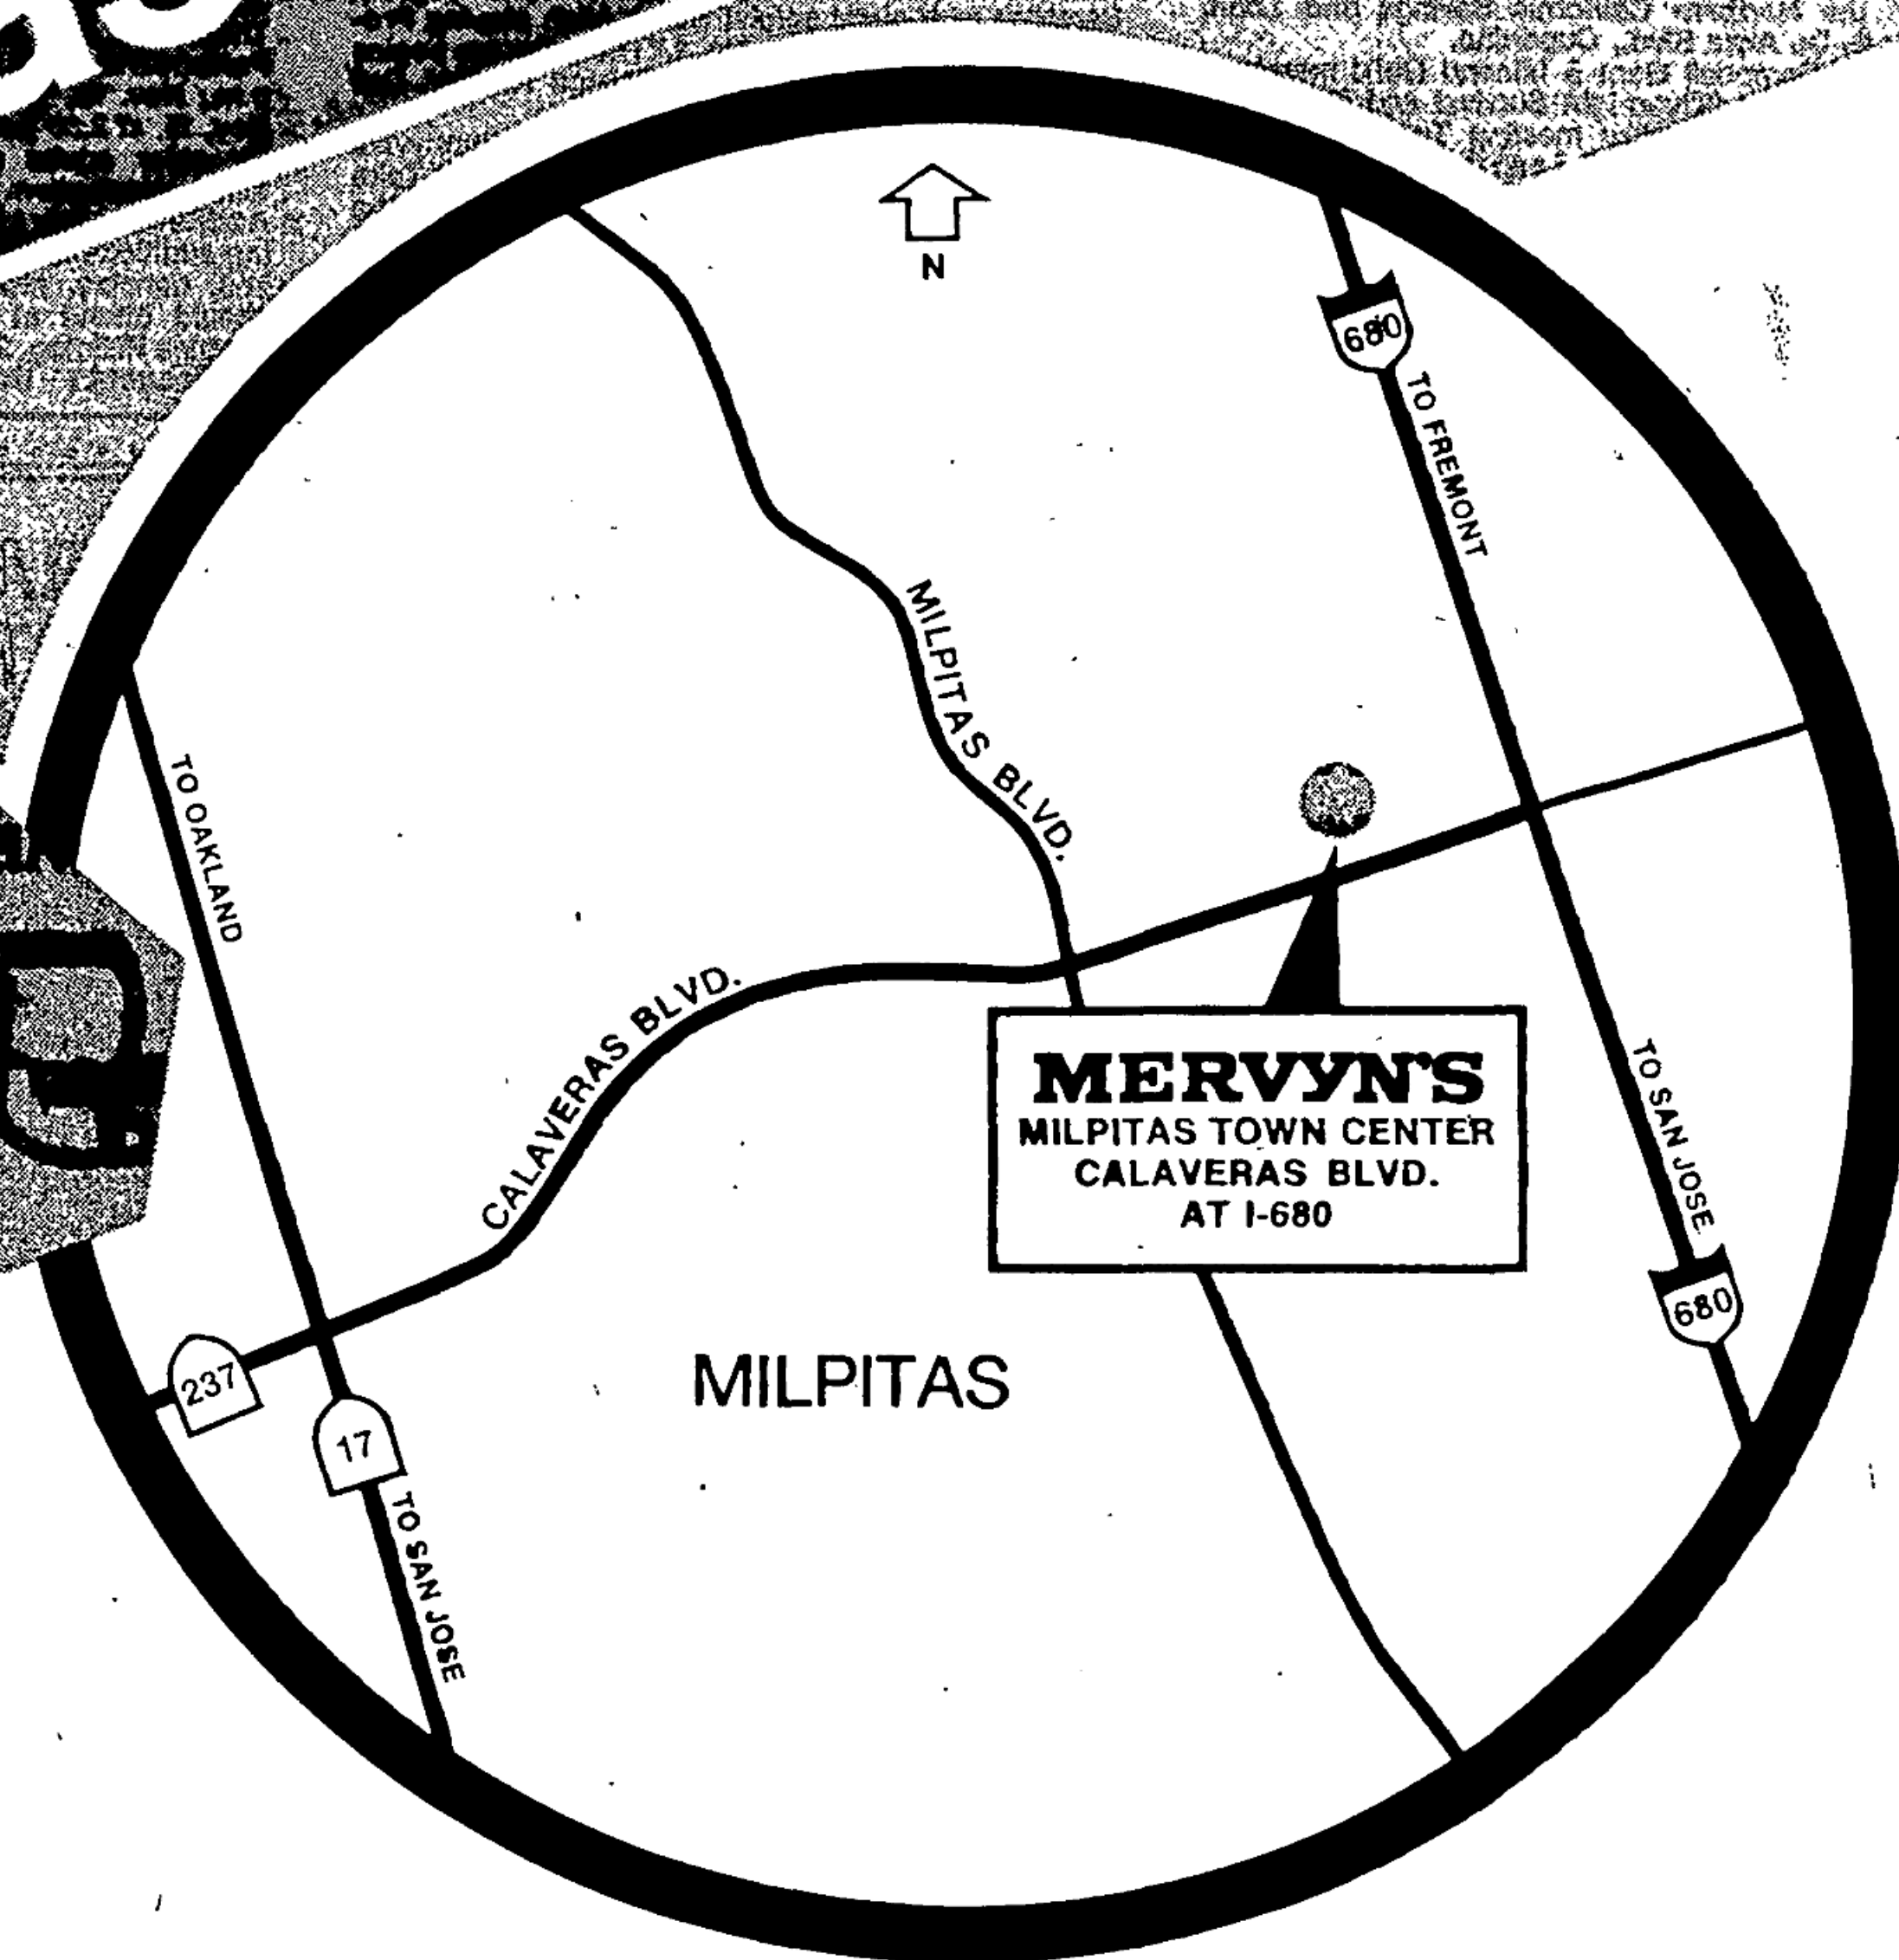 N
680
TO FREMONT
MILPITAS BLVD.
TO OAKLAND
CALAVERAS BLVD.
MERVYN'S
MILPITAS TOWN CENTER
CALAVERAS BLVD.
AT I-680
TO SAN JOSE
680
237
MILPITAS
17
TO SAN JOSE